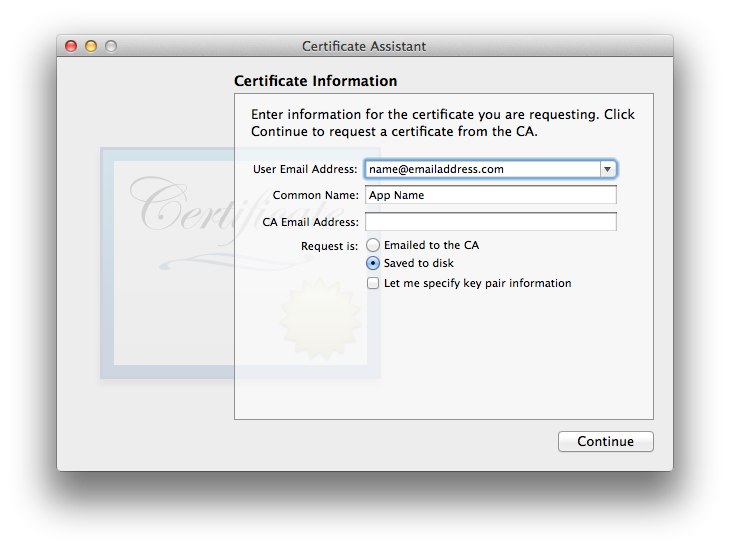 Certificate Assistant
Certificate Information
Enter information for the certificate you are requesting. Click
Continue to request a certificate from the CA.
User Email Address: name@emailaddress.com
Common Name: App Name
CA Email Address:
Request is: Emailed to the CA
Saved to disk
Let me specify key pair information
Certificate
Continue